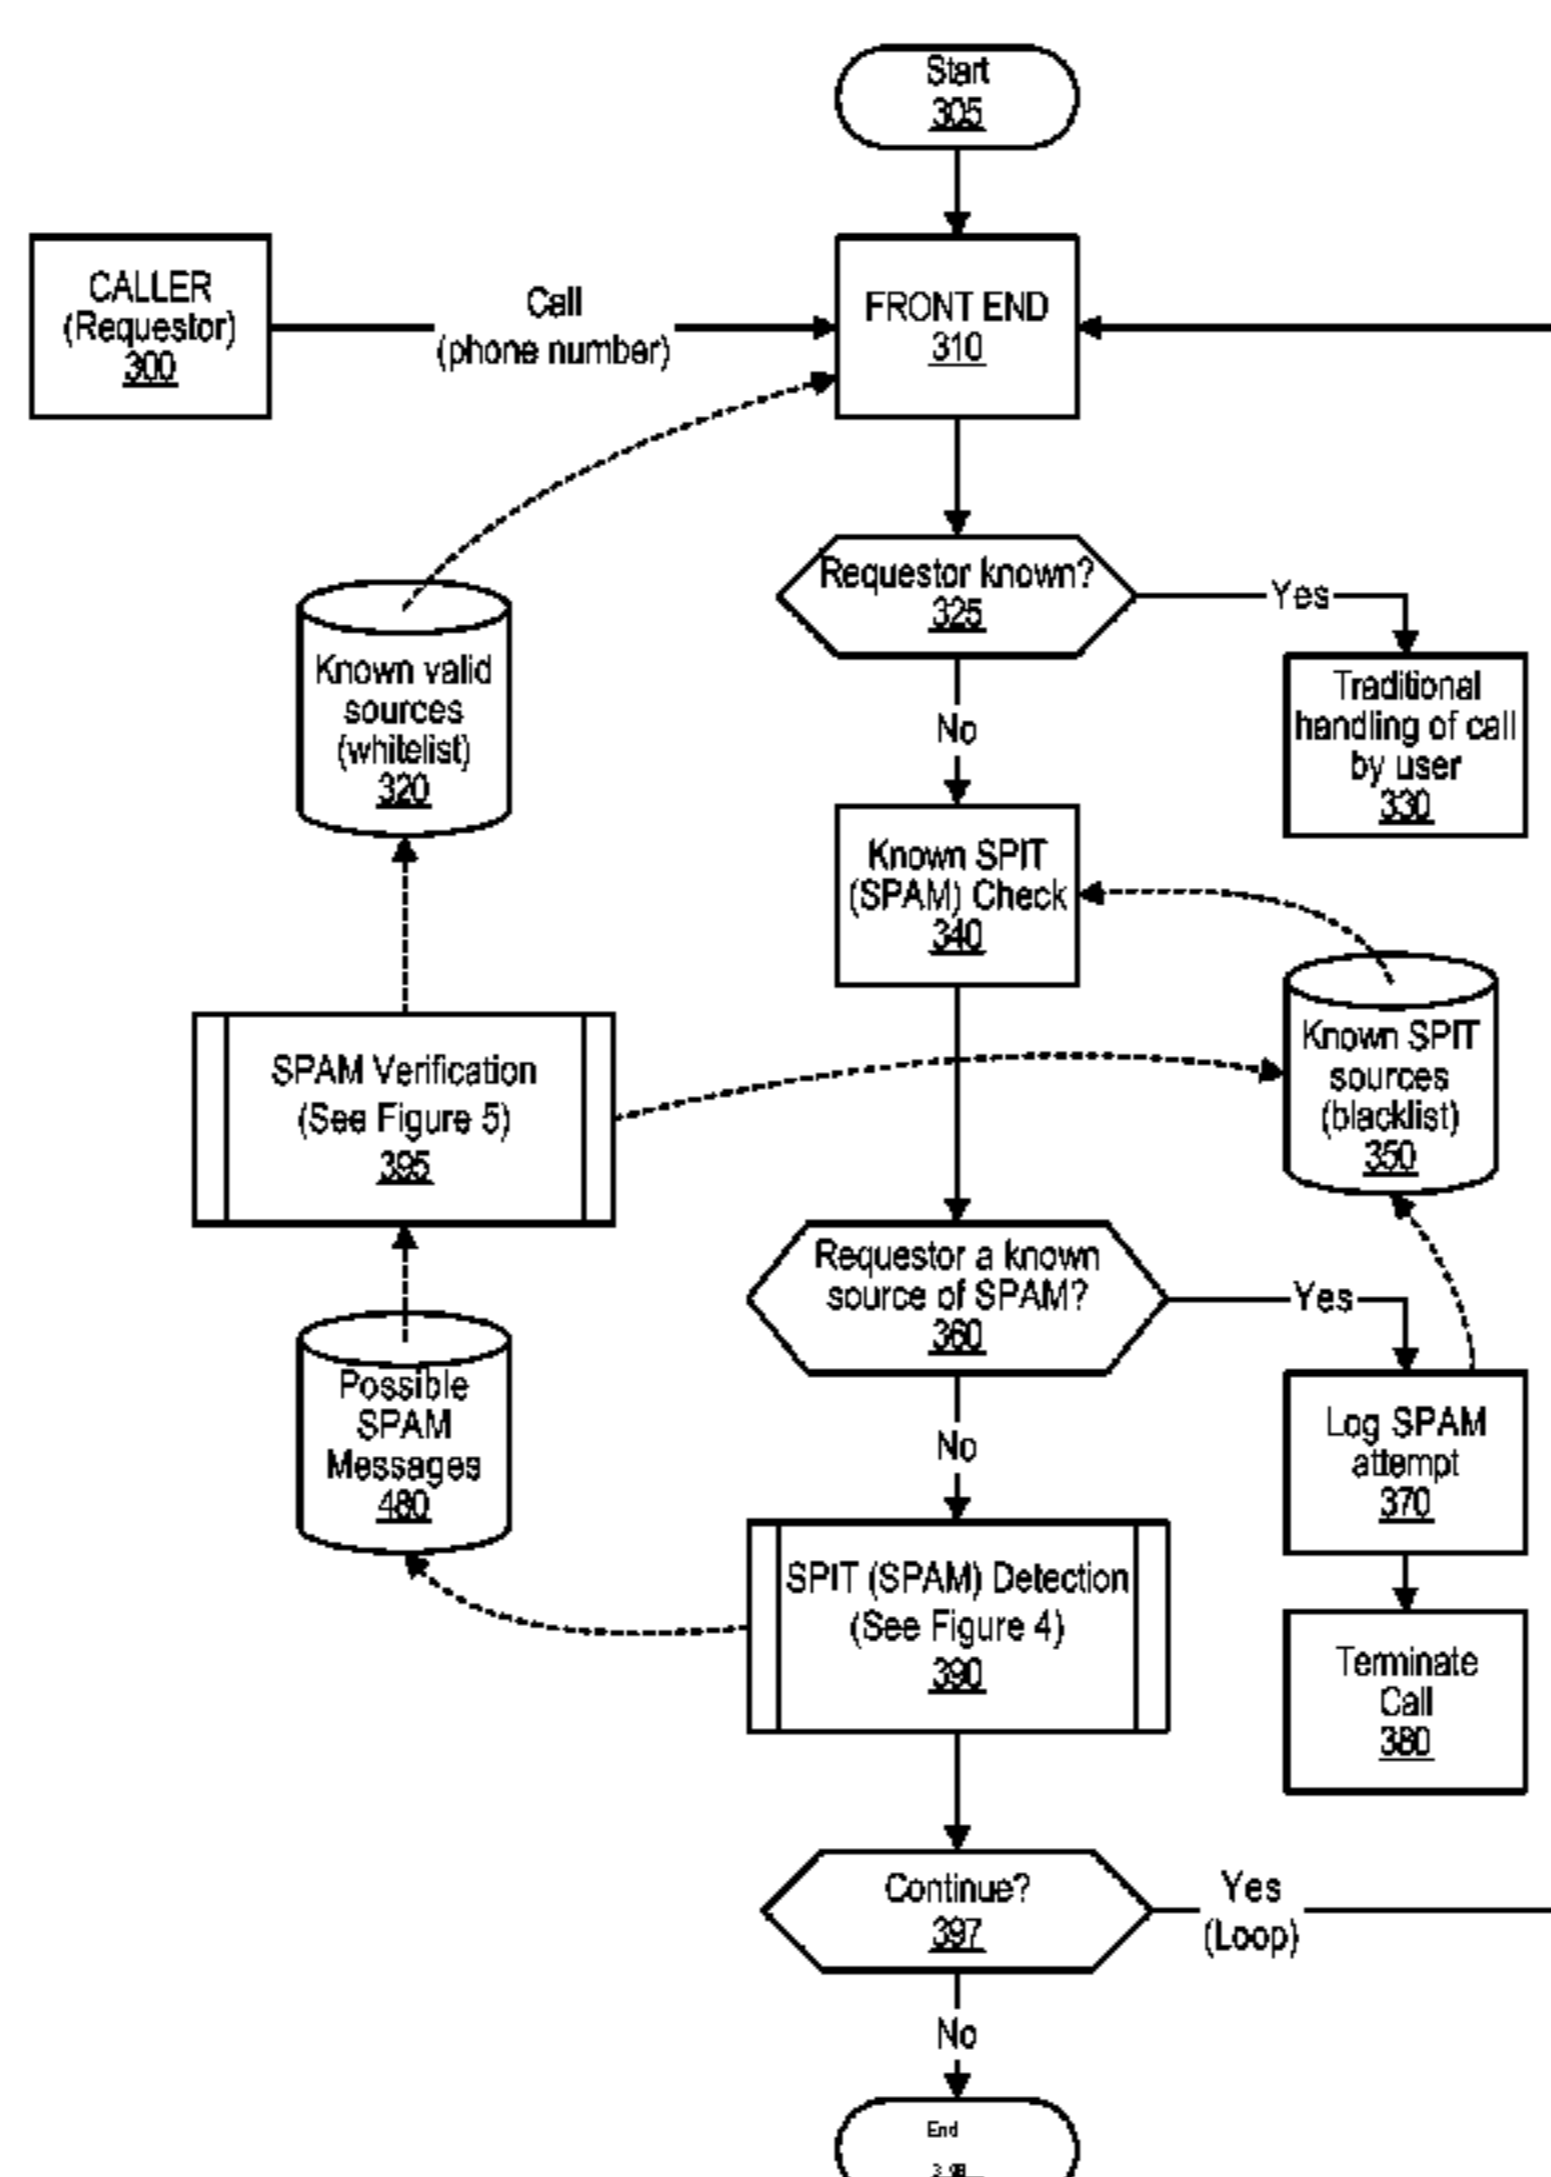 Start
305
CALLER
(Requestor)
300
Call
(phone number)
FRONT END
310
Requestor known?
325
Yes
Known valid
sources
(whitelist)
320
No
Traditional
handling of call
by user
330
Known SPIT
(SPAM) Check
340
SPAM Verification
(See Figure 5)
395
Known SPIT
sources
(blacklist)
350
Requestor a known
source of SPAM?
360
Yes
Possible
SPAM
Messages
480
No
Log SPAM
attempt
370
SPIT (SPAM) Detection
(See Figure 4)
390
Terminate
Call
380
Continue?
397
Yes
(Loop)
No
End